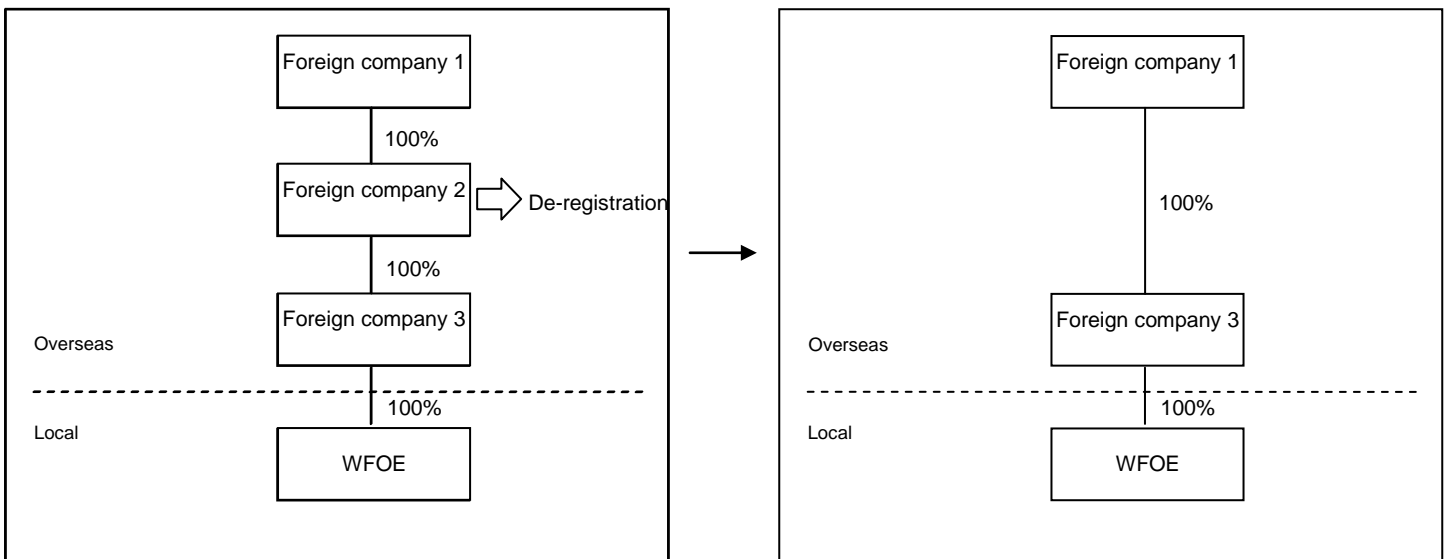 Foreign company 1
100%
Foreign company 2
De-registration
100%
Foreign company 3
Overseas
100%
Local
WFOE
Foreign company 1
100%
Foreign company 3
Overseas
100%
Local
WFOE